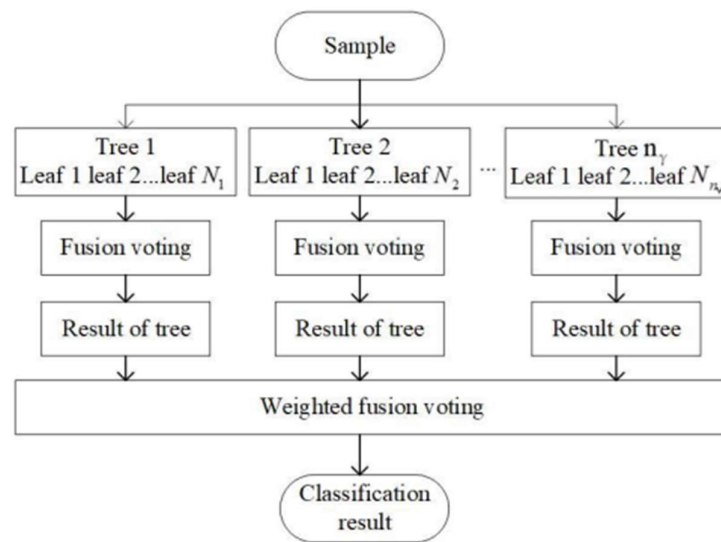 Sample
Tree 1
Leaf 1 leaf 2...leaf N₁
Tree 2
Leaf 1 leaf 2...leaf N₂
...
Tree nᵧ
Leaf 1 leaf 2...leaf Nₙ
Fusion voting
Fusion voting
Fusion voting
Result of tree
Result of tree
Result of tree
Weighted fusion voting
Classification
result